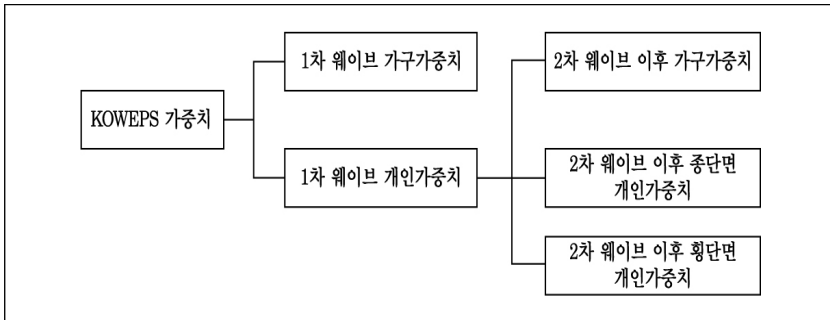 1차 웨이브 가구가중치
2차 웨이브 이후 가구가중치
KOWEPS 가중치
1차 웨이브 개인가중치
2차 웨이브 이후 종단면
개인가중치
2차 웨이브 이후 횡단면
개인가중치